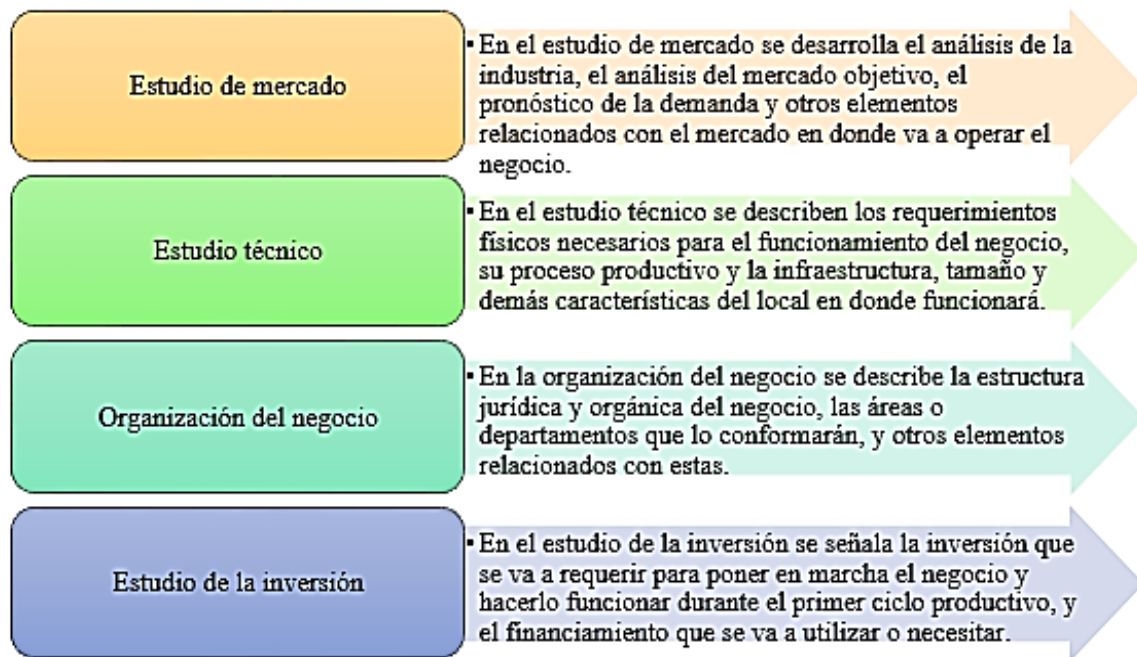 Estudio de mercado
▪ En el estudio de mercado se desarrolla el análisis de la
industria, el análisis del mercado objetivo, el
pronóstico de la demanda y otros elementos
relacionados con el mercado en donde va a operar el
negocio.
Estudio técnico
▪ En el estudio técnico se describen los requerimientos
físicos necesarios para el funcionamiento del negocio,
su proceso productivo y la infraestructura, tamaño y
demás características del local en donde funcionará.
Organización del negocio
▪ En la organización del negocio se describe la estructura
jurídica y orgánica del negocio, las áreas o
departamentos que lo conformarán, y otros elementos
relacionados con estas.
Estudio de la inversión
▪ En el estudio de la inversión se señala la inversión que
se va a requerir para poner en marcha el negocio y
hacerlo funcionar durante el primer ciclo productivo, y
el financiamiento que se va a utilizar o necesitar.